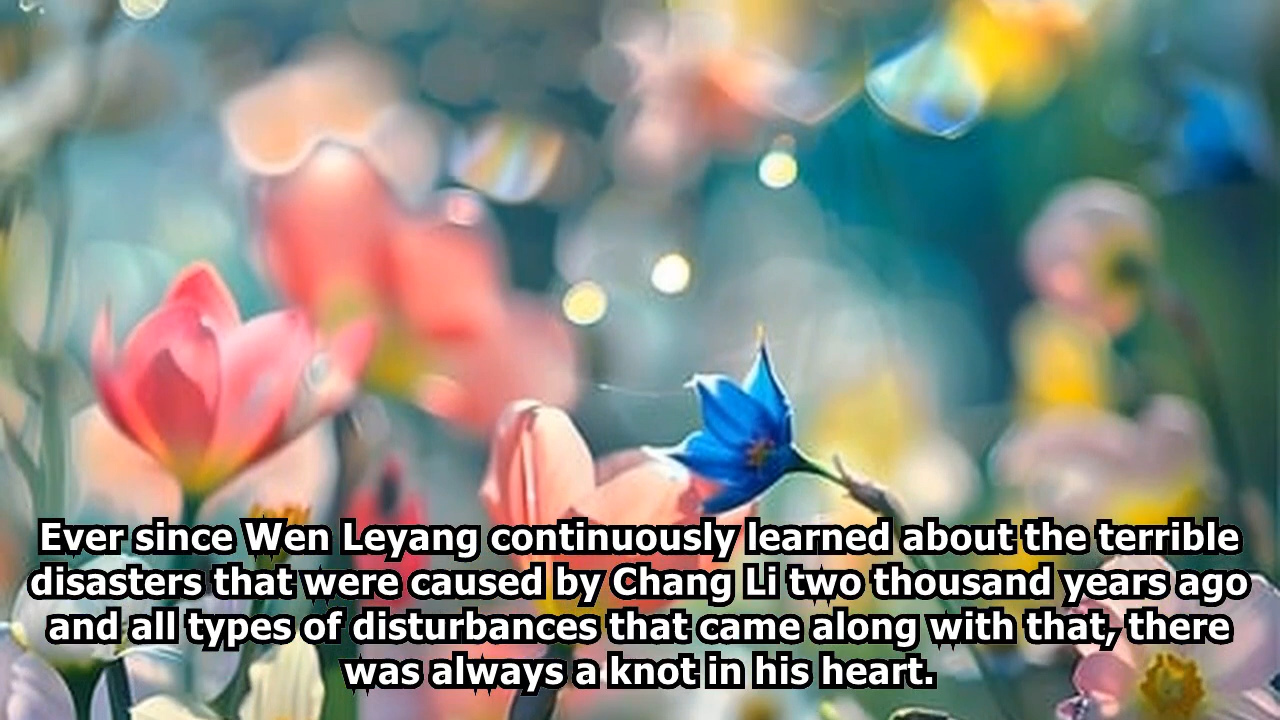 Ever since Wen Leyang continuously learned about the terrible
disasters that were caused by Chang Li two thousand years ago
and all types of disturbances that came along with that, there
was always a knot in his heart.